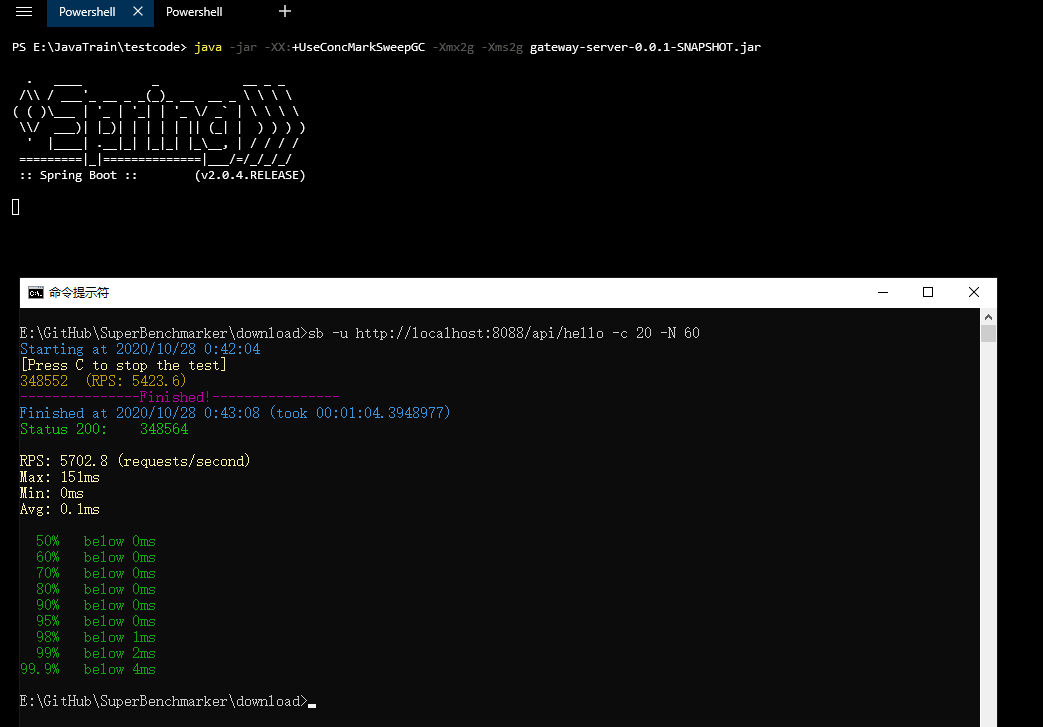 Powershell Powershell
PS E:\JavaTrain\testcode> java -jar -XX:+UseConcMarkSweepGC -Xmx2g -Xms2g gateway-server-0.0.1-SNAPSHOT.jar
  .   ____          _            __ _ _
 /\\ / ___'_ __ _ _(_)_ __  __ _ \ \ \ \
( ( )\___ | '_ | '_| | '_ \/ _` | \ \ \ \
 \\/  ___)| |_)| | | | | || (_| |  ) ) ) )
  '  |____| .__|_| |_|_| |_\__, | / / / /
 =========|_|==============|___/=/_/_/_/
 :: Spring Boot ::        (v2.0.4.RELEASE)
命令提示符
E:\GitHub\SuperBenchmarker\download>sb -u http://localhost:8088/api/hello -c 20 -N 60
Starting at 2020/10/28 0:42:04
[Press C to stop the test]
348552  (RPS: 5423.6)
---------------Finished!----------------
Finished at 2020/10/28 0:43:08 (took 00:01:04.3948977)
Status 200:    348564
RPS: 5702.8 (requests/second)
Max: 151ms
Min: 0ms
Avg: 0.1ms
  50%   below 0ms
  60%   below 0ms
  70%   below 0ms
  80%   below 0ms
  90%   below 0ms
  95%   below 0ms
  98%   below 1ms
  99%   below 2ms
99.9%   below 4ms
E:\GitHub\SuperBenchmarker\download>